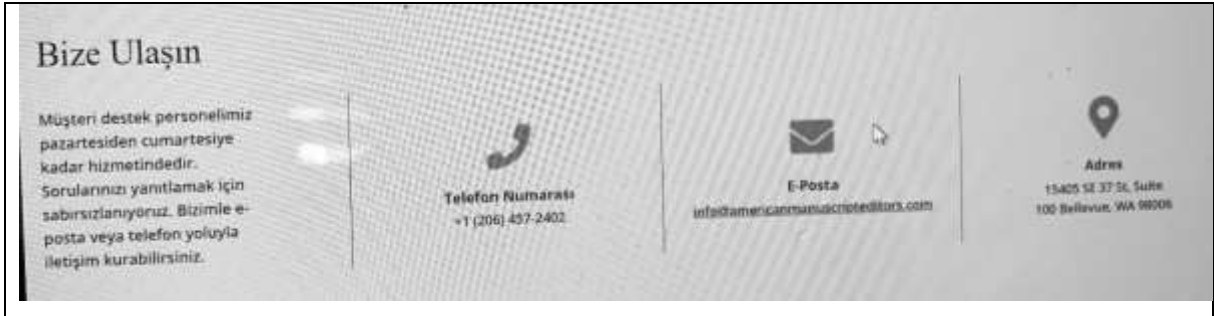 Bize Ulaşın
Müşteri destek personelimiz
pazartesiden cumartesiye
kadar hizmetindedir.
Sorularınızı yanıtlamak için
sabırsızlanıyoruz. Bizimle e-
posta veya telefon yoluyla
iletişim kurabilirsiniz.
Telefon Numarası
+1 (206) 457-2402
E-Posta
info@americanmanuscripteditors.com
Adres
15405 SE 37 St, Suite
100 Bellevue, WA 98006